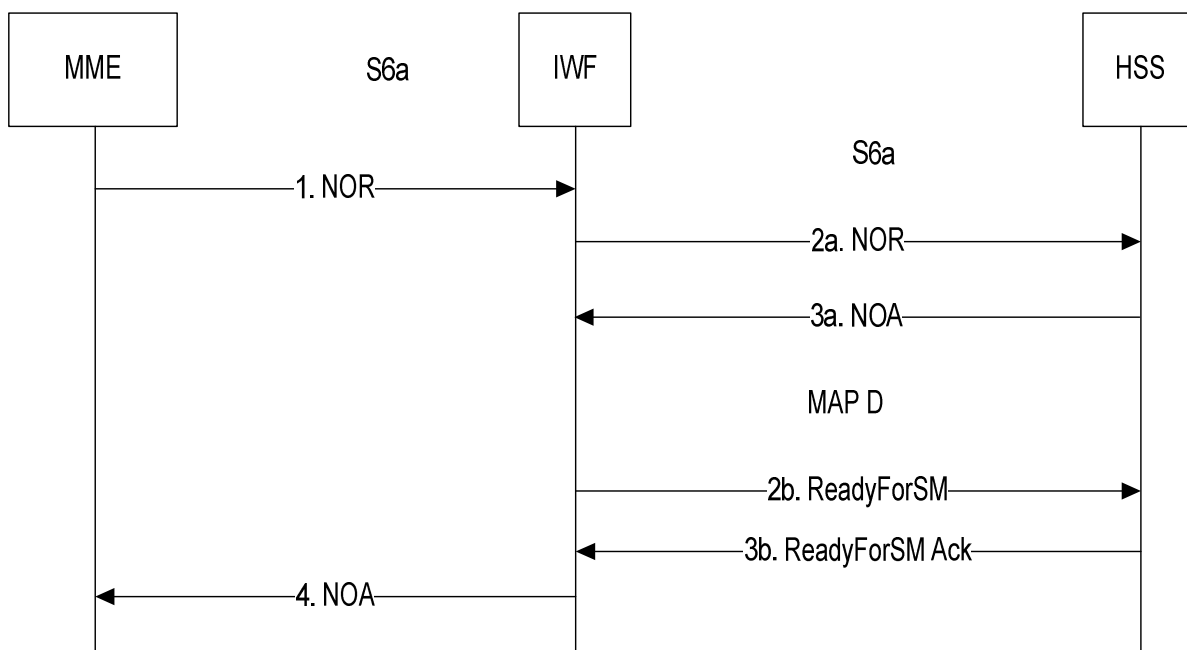 MME
S6a
IWF
HSS
S6a
1. NOR
2a. NOR
3a. NOA
MAP D
2b. ReadyForSM
3b. ReadyForSM Ack
4. NOA